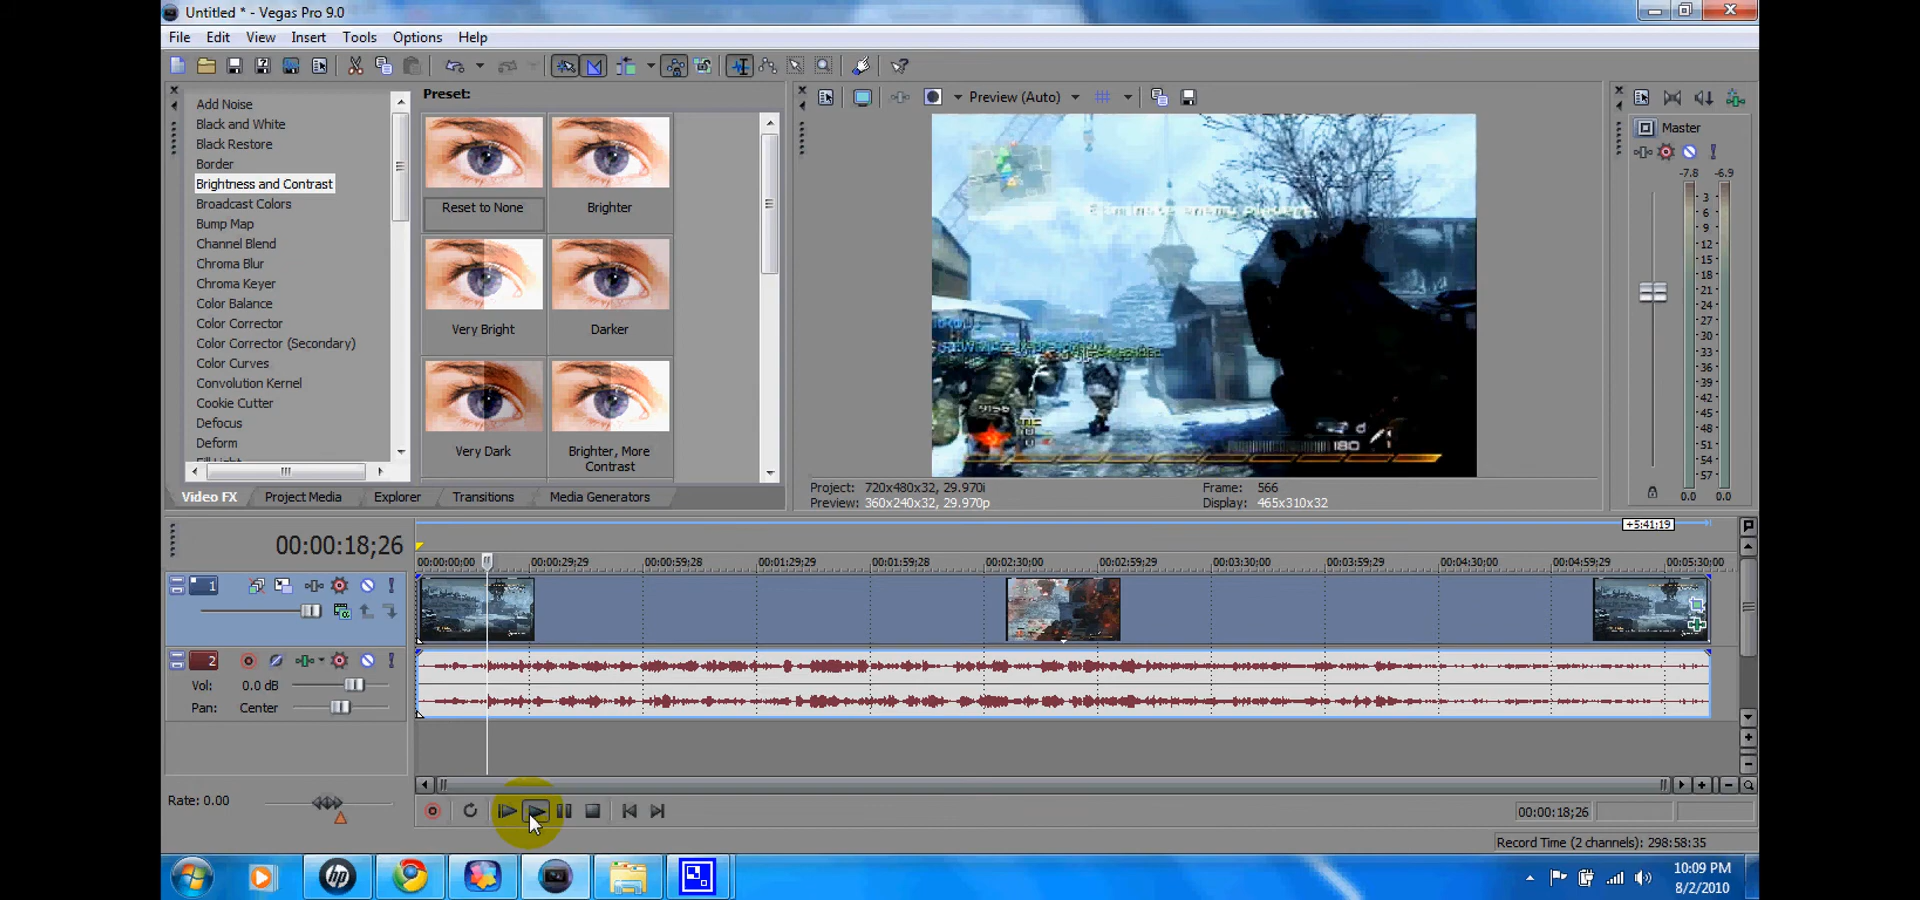 Untitled * - Vegas Pro 9.0
File Edit View Insert Tools Options Help
Add Noise
Black and White
Black Restore
Border
Brightness and Contrast
Broadcast Colors
Bump Map
Channel Blend
Chroma Blur
Chroma Keyer
Color Balance
Color Corrector
Color Corrector (Secondary)
Color Curves
Convolution Kernel
Cookie Cutter
Defocus
Deform
Preset:
Reset to None
Brighter
Very Bright
Darker
Very Dark
Brighter, More
Contrast
Video FX Project Media Explorer Transitions Media Generators
Preview (Auto)
Eliminate enemy players.
180
Project: 720x480x32, 29.970i
Preview: 360x240x32, 29.970p
Frame: 566
Display: 465x310x32
Master
-7.8 -6.9
3
6
9
12
15
18
21
24
27
30
33
36
39
42
45
48
51
54
57
0.0 0.0
+5:41;19
00:00:18;26
00:00:00;00 00:00:29;29 00:00:59;28 00:01:29;29 00:01:59;28 00:02:30;00 00:02:59;29 00:03:30;00 00:03:59;29 00:04:30;00 00:04:59;29 00:05:30;00
1
2
Vol: 0.0 dB
Pan: Center
Rate: 0.00
00:00:18;26
Record Time (2 channels): 298:58:35
hp
10:09 PM
8/2/2010